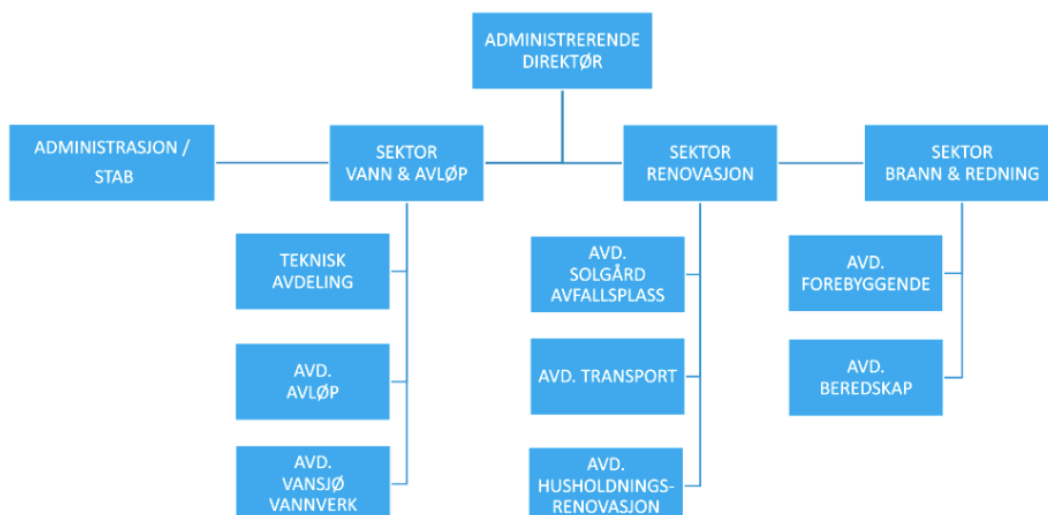 ADMINISTRERENDE
DIREKTØR
ADMINISTRASJON /
STAB
SEKTOR
VANN & AVLØP
SEKTOR
RENOVASJON
SEKTOR
BRANN & REDNING
TEKNISK
AVDELING
AVD.
SOLGÅRD
AVFALLSPLASS
AVD.
FOREBYGGENDE
AVD.
AVLØP
AVD. TRANSPORT
AVD.
BEREDSKAP
AVD.
VANSJØ
VANNVERK
AVD.
HUSHOLDNINGS-
RENOVASJON